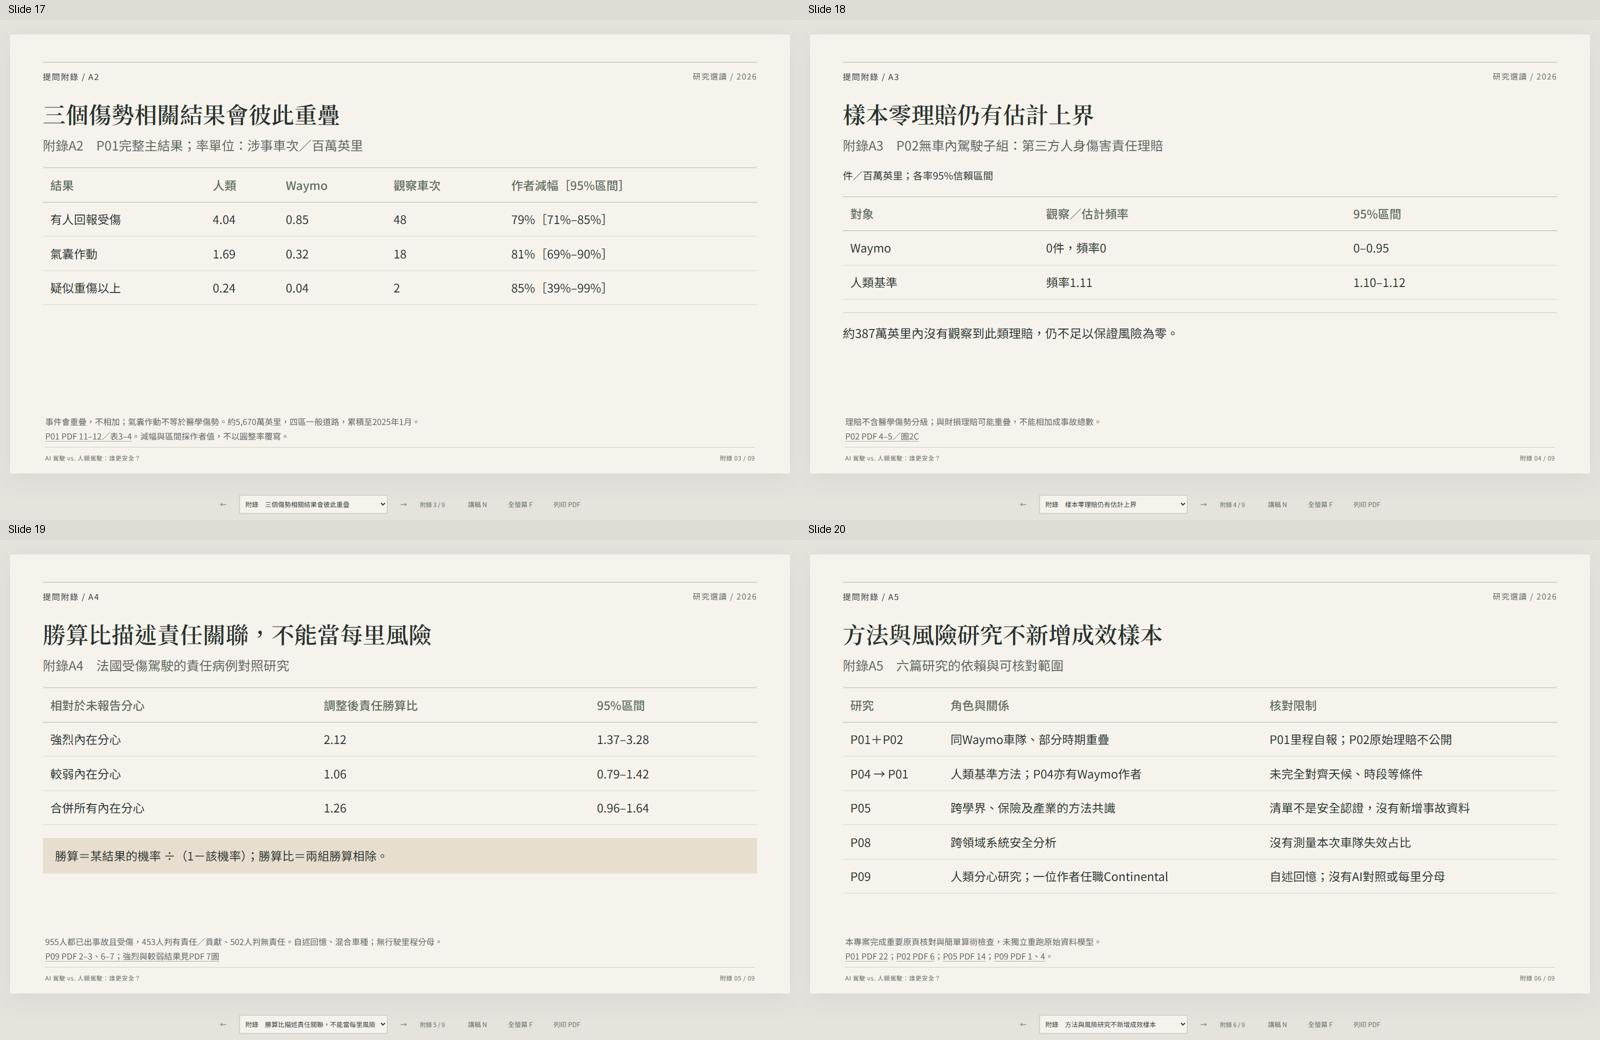 Slide 17
提問附錄 / A2
研究選讀 / 2026
三個傷勢相關結果會彼此重疊
附錄A2 P01完整主結果；率單位：涉事車次／百萬英里
結果 人類 Waymo 觀察車次 作者減幅［95%區間］
有人回報受傷 4.04 0.85 48 79%［71%–85%］
氣囊作動 1.69 0.32 18 81%［69%–90%］
疑似重傷以上 0.24 0.04 2 85%［39%–99%］
事件會重疊，不相加；氣囊作動不等於醫學傷勢。約5,670萬英里，四區一般道路，累積至2025年1月。
P01 PDF 11–12／表3–4。減幅與區間採作者值，不以圓整率覆寫。
AI 駕駛 vs. 人類駕駛：誰更安全？
附錄 03 / 09
← 附錄 三個傷勢相關結果會彼此重疊 → 附錄 3 / 9 講稿 N 全螢幕 F 列印 PDF
Slide 18
提問附錄 / A3
研究選讀 / 2026
樣本零理賠仍有估計上界
附錄A3 P02無車內駕駛子組：第三方人身傷害責任理賠
件／百萬英里；各率95%信賴區間
對象 觀察／估計頻率 95%區間
Waymo 0件，頻率0 0–0.95
人類基準 頻率1.11 1.10–1.12
約387萬英里內沒有觀察到此類理賠，仍不足以保證風險為零。
理賠不含醫學傷勢分級；與財損理賠可能重疊，不能相加成事故總數。
P02 PDF 4–5／圖2C
AI 駕駛 vs. 人類駕駛：誰更安全？
附錄 04 / 09
← 附錄 樣本零理賠仍有估計上界 → 附錄 4 / 9 講稿 N 全螢幕 F 列印 PDF
Slide 19
提問附錄 / A4
研究選讀 / 2026
勝算比描述責任關聯，不能當每里風險
附錄A4 法國受傷駕駛的責任病例對照研究
相對於未報告分心 調整後責任勝算比 95%區間
強烈內在分心 2.12 1.37–3.28
較弱內在分心 1.06 0.79–1.42
合併所有內在分心 1.26 0.96–1.64
勝算＝某結果的機率 ÷（1－該機率）；勝算比＝兩組勝算相除。
955人都已出事故且受傷，453人判有責任／貢獻、502人判無責任。自述回憶、混合車種；無行駛里程分母。
P09 PDF 2–3、6–7；強烈與較弱結果見PDF 7圖
AI 駕駛 vs. 人類駕駛：誰更安全？
附錄 05 / 09
← 附錄 勝算比描述責任關聯，不能當每里風險 → 附錄 5 / 9 講稿 N 全螢幕 F 列印 PDF
Slide 20
提問附錄 / A5
研究選讀 / 2026
方法與風險研究不新增成效樣本
附錄A5 六篇研究的依賴與可核對範圍
研究 角色與關係 核對限制
P01＋P02 同Waymo車隊、部分時期重疊 P01里程自報；P02原始理賠不公開
P04 → P01 人類基準方法；P04亦有Waymo作者 未完全對齊天候、時段等條件
P05 跨學界、保險及產業的方法共識 清單不是安全認證，沒有新增事故資料
P08 跨領域系統安全分析 沒有測量本次車隊失效占比
P09 人類分心研究；一位作者任職Continental 自述回憶；沒有AI對照或每里分母
本專案完成重要原頁核對與簡單算術檢查，未獨立重跑原始資料模型。
P01 PDF 22；P02 PDF 6；P05 PDF 14；P09 PDF 1、4。
AI 駕駛 vs. 人類駕駛：誰更安全？
附錄 06 / 09
← 附錄 方法與風險研究不新增成效樣本 → 附錄 6 / 9 講稿 N 全螢幕 F 列印 PDF